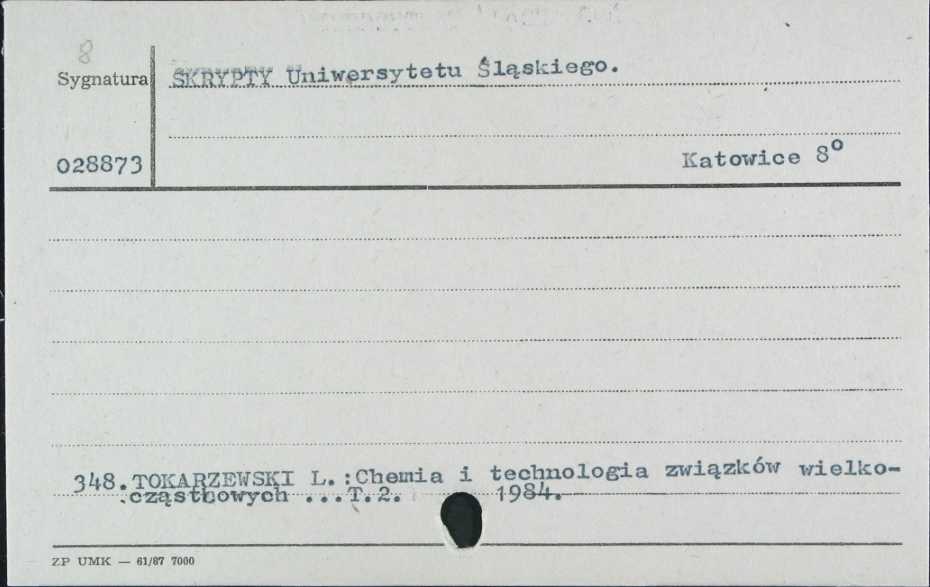 8
Sygnatura
SKRYPTY Uniwersytetu Śląskiego.
028873
Katowice 8°
348. TOKARZEWSKI L.:Chemia i technologia związków wielko-
cząstkowych ...T.2. 1984.
ZP UMK — 61/87 7000